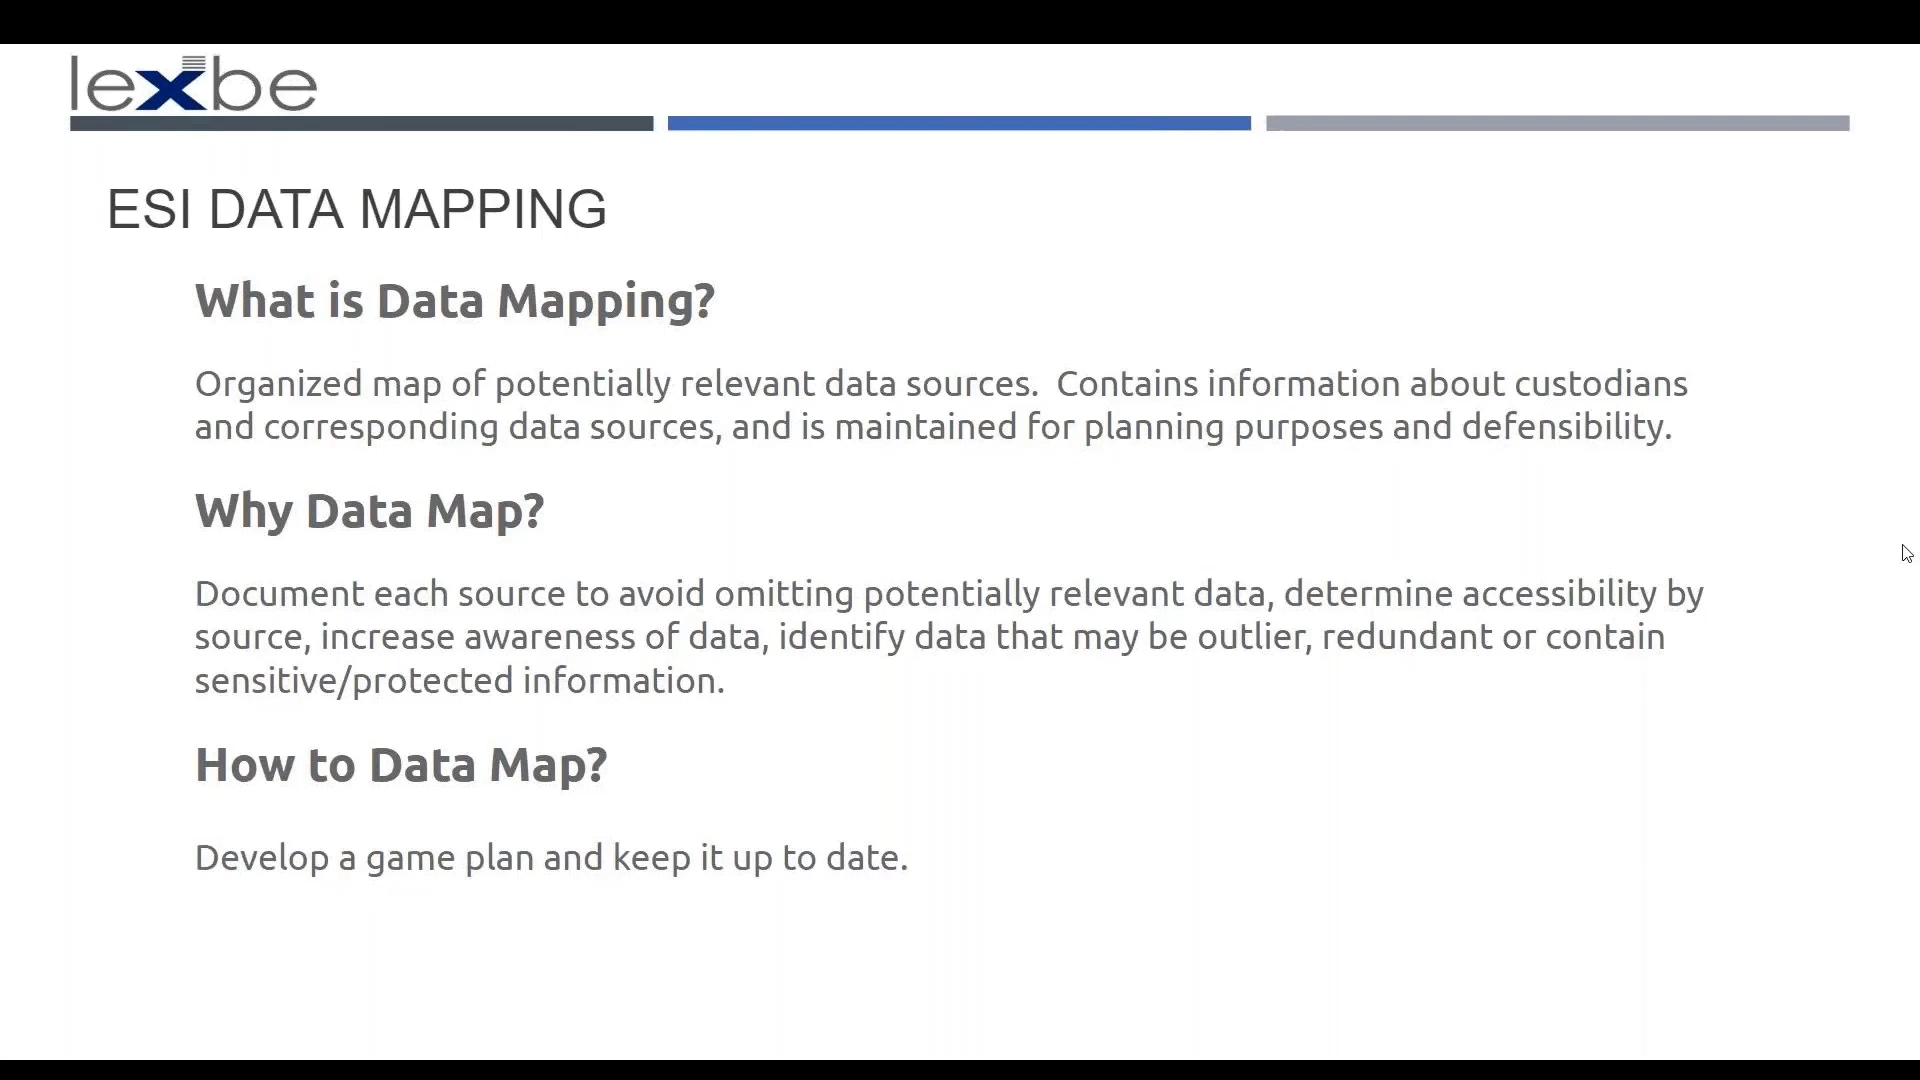 lexbe
ESI DATA MAPPING
What is Data Mapping?
Organized map of potentially relevant data sources.  Contains information about custodians
and corresponding data sources, and is maintained for planning purposes and defensibility.
Why Data Map?
Document each source to avoid omitting potentially relevant data, determine accessibility by
source, increase awareness of data, identify data that may be outlier, redundant or contain
sensitive/protected information.
How to Data Map?
Develop a game plan and keep it up to date.